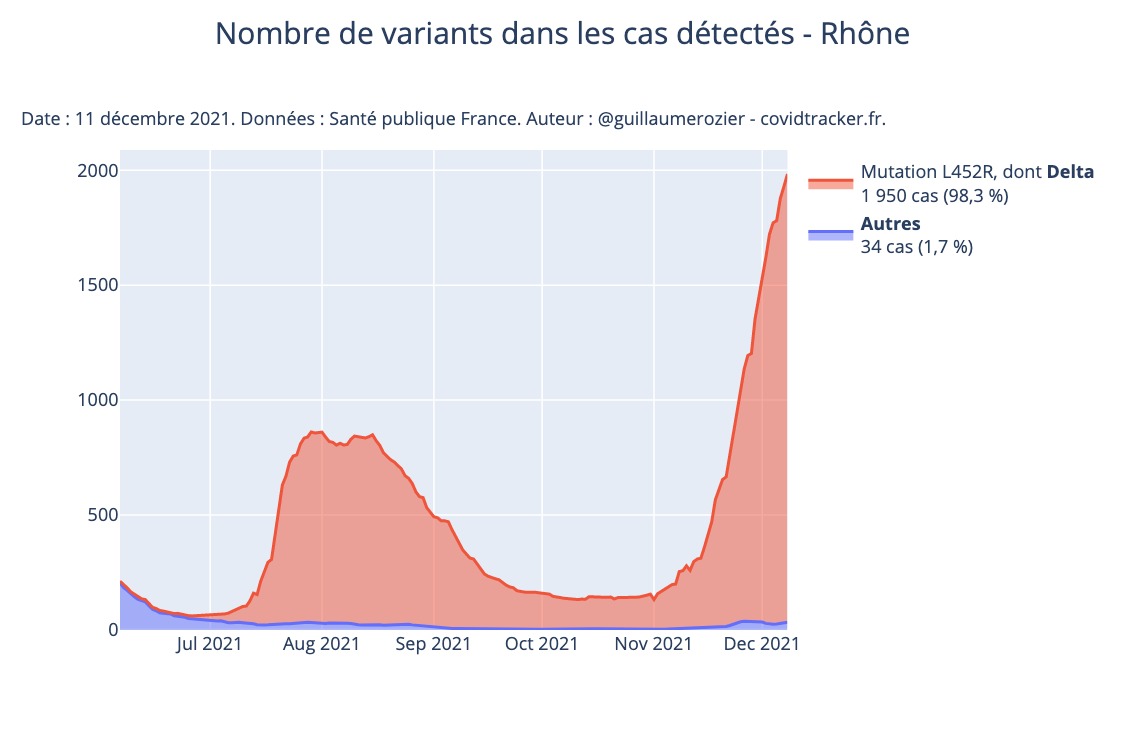 Nombre de variants dans les cas détectés - Rhône
Date : 11 décembre 2021. Données : Santé publique France. Auteur : @guillaumerozier - covidtracker.fr.
Mutation L452R, dont Delta
1 950 cas (98,3 %)
Autres
34 cas (1,7 %)
2000
1500
1000
500
0
Jul 2021 Aug 2021 Sep 2021 Oct 2021 Nov 2021 Dec 2021